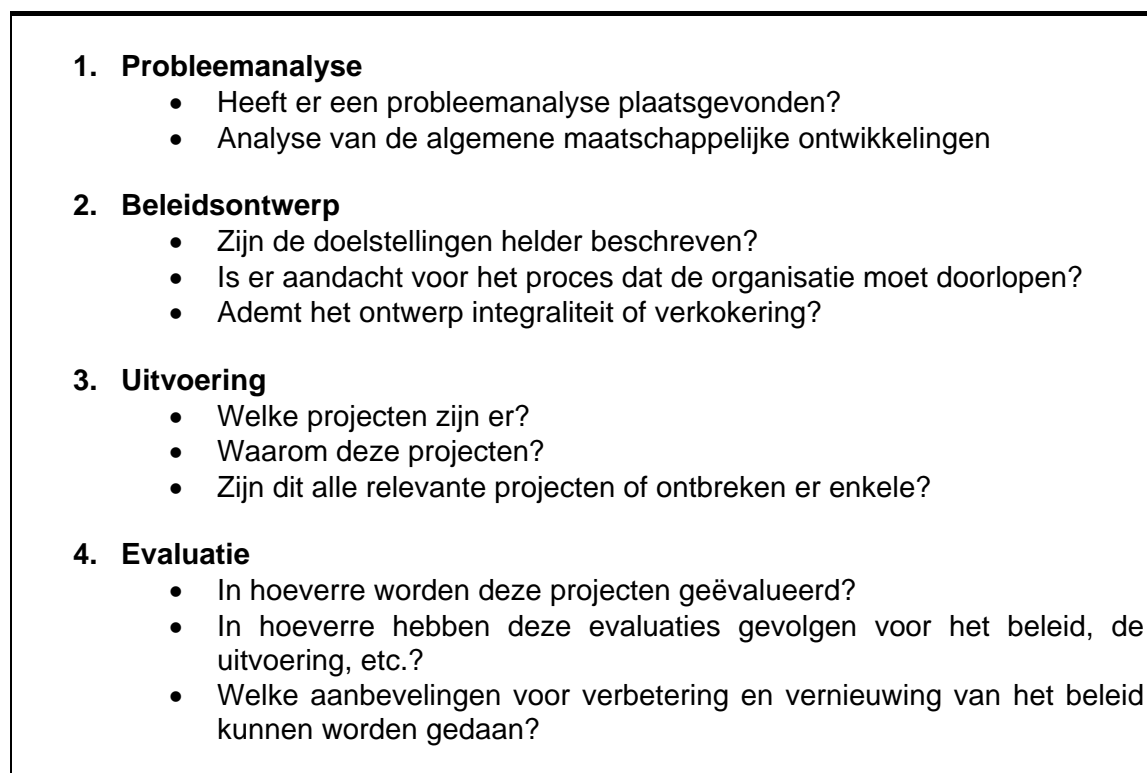 1. Probleemanalyse
• Heeft er een probleemanalyse plaatsgevonden?
• Analyse van de algemene maatschappelijke ontwikkelingen
2. Beleidsontwerp
• Zijn de doelstellingen helder beschreven?
• Is er aandacht voor het proces dat de organisatie moet doorlopen?
• Ademt het ontwerp integraliteit of verkokering?
3. Uitvoering
• Welke projecten zijn er?
• Waarom deze projecten?
• Zijn dit alle relevante projecten of ontbreken er enkele?
4. Evaluatie
• In hoeverre worden deze projecten geëvalueerd?
• In hoeverre hebben deze evaluaties gevolgen voor het beleid, de
uitvoering, etc.?
• Welke aanbevelingen voor verbetering en vernieuwing van het beleid
kunnen worden gedaan?